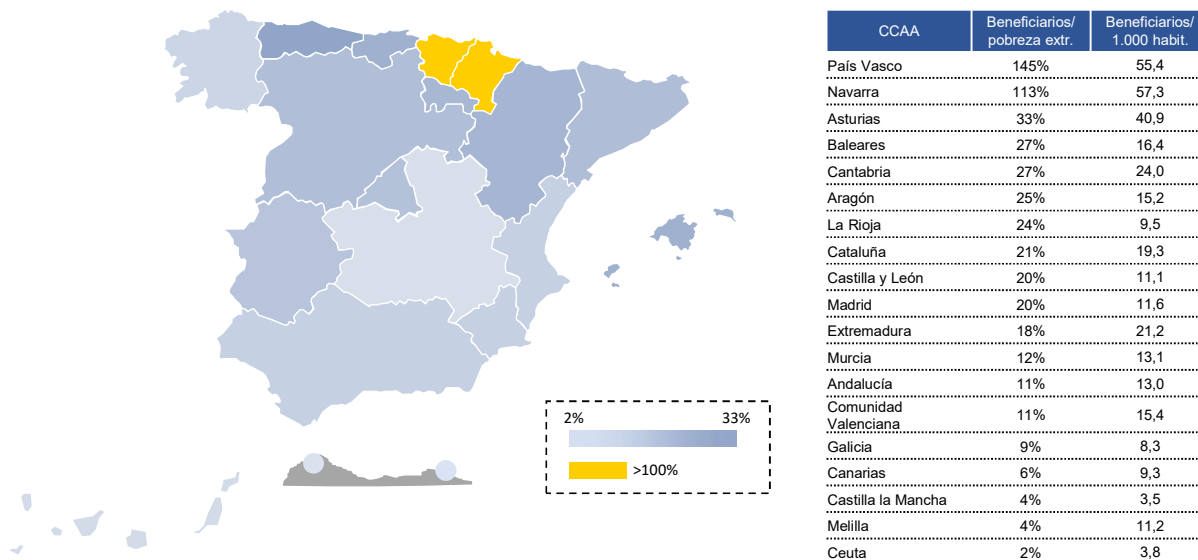 2% 33%
>100%
CCAA Beneficiarios/ pobreza extr. Beneficiarios/ 1.000 habit.
País Vasco 145% 55,4
Navarra 113% 57,3
Asturias 33% 40,9
Baleares 27% 16,4
Cantabria 27% 24,0
Aragón 25% 15,2
La Rioja 24% 9,5
Cataluña 21% 19,3
Castilla y León 20% 11,1
Madrid 20% 11,6
Extremadura 18% 21,2
Murcia 12% 13,1
Andalucía 11% 13,0
Comunidad Valenciana 11% 15,4
Galicia 9% 8,3
Canarias 6% 9,3
Castilla la Mancha 4% 3,5
Melilla 4% 11,2
Ceuta 2% 3,8